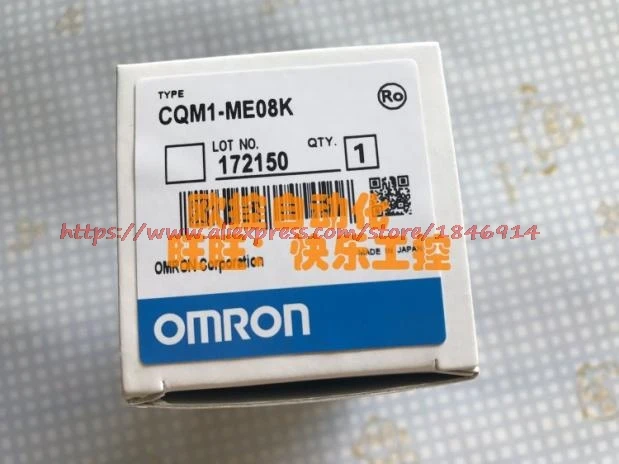 TYPE
CQM1-ME08K
Ro
LOT NO.
QTY.
172150
1
欧控自动化
https://www.aliexpress.com/store/1846914
旺旺：快乐工控
OMRON Corporation
MADE JAPAN
OMRON